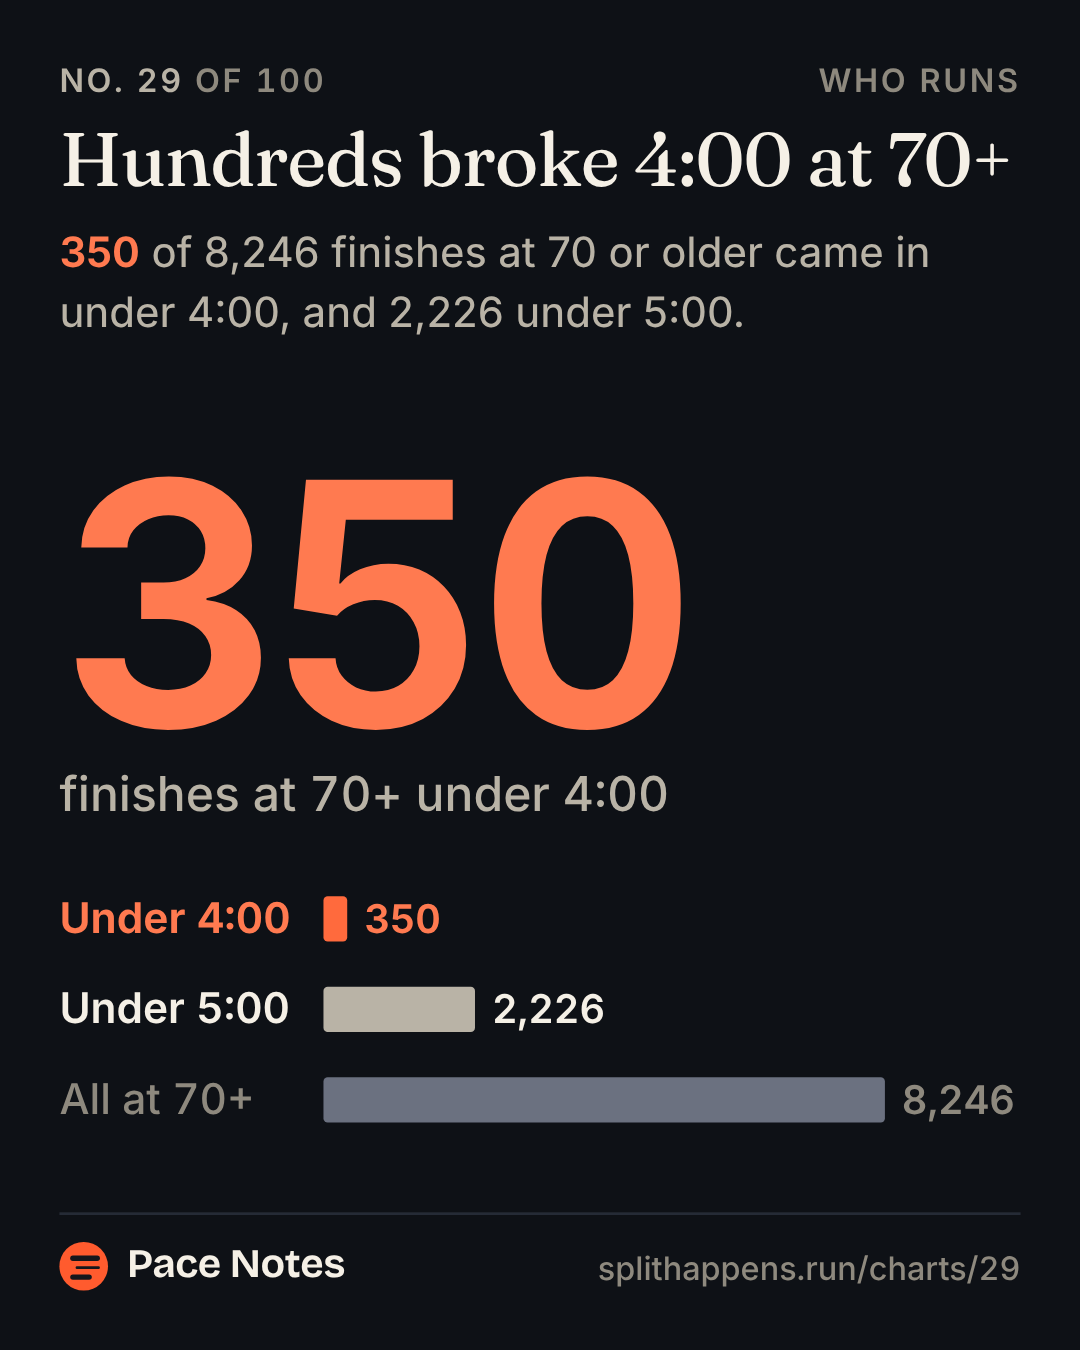 NO. 29 OF 100
WHO RUNS
Hundreds broke 4:00 at 70+
350 of 8,246 finishes at 70 or older came in
under 4:00, and 2,226 under 5:00.
350
finishes at 70+ under 4:00
Under 4:00 350
Under 5:00 2,226
All at 70+ 8,246
Pace Notes
splithappens.run/charts/29